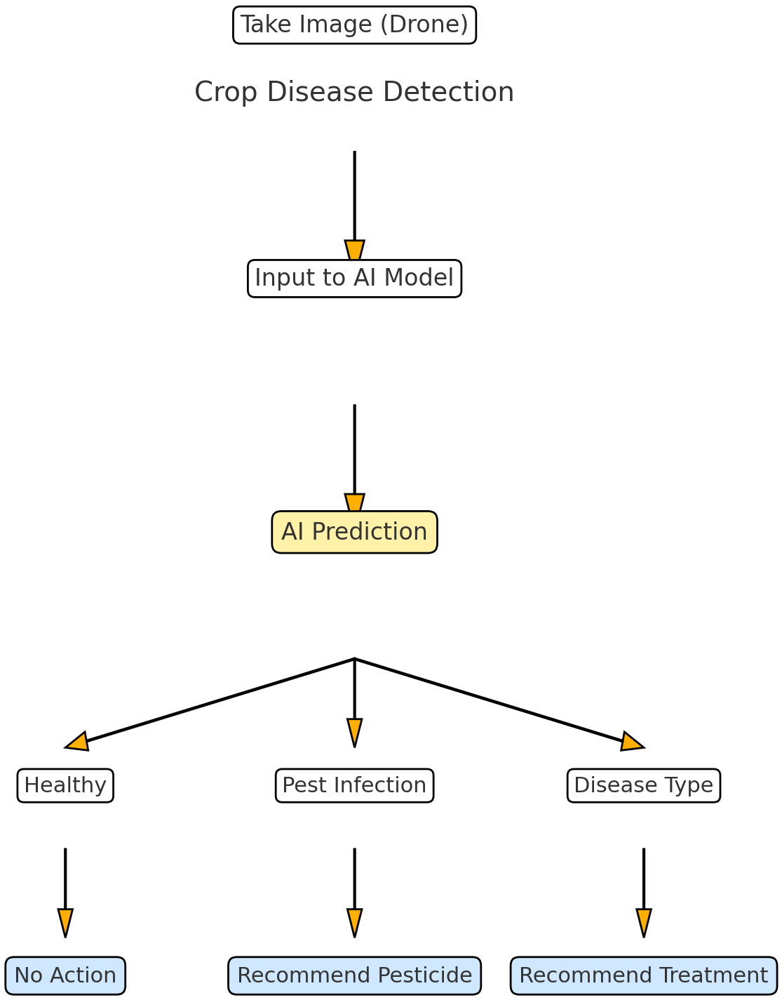 Take Image (Drone)
Crop Disease Detection
Input to AI Model
AI Prediction
Healthy
Pest Infection
Disease Type
No Action
Recommend Pesticide
Recommend Treatment